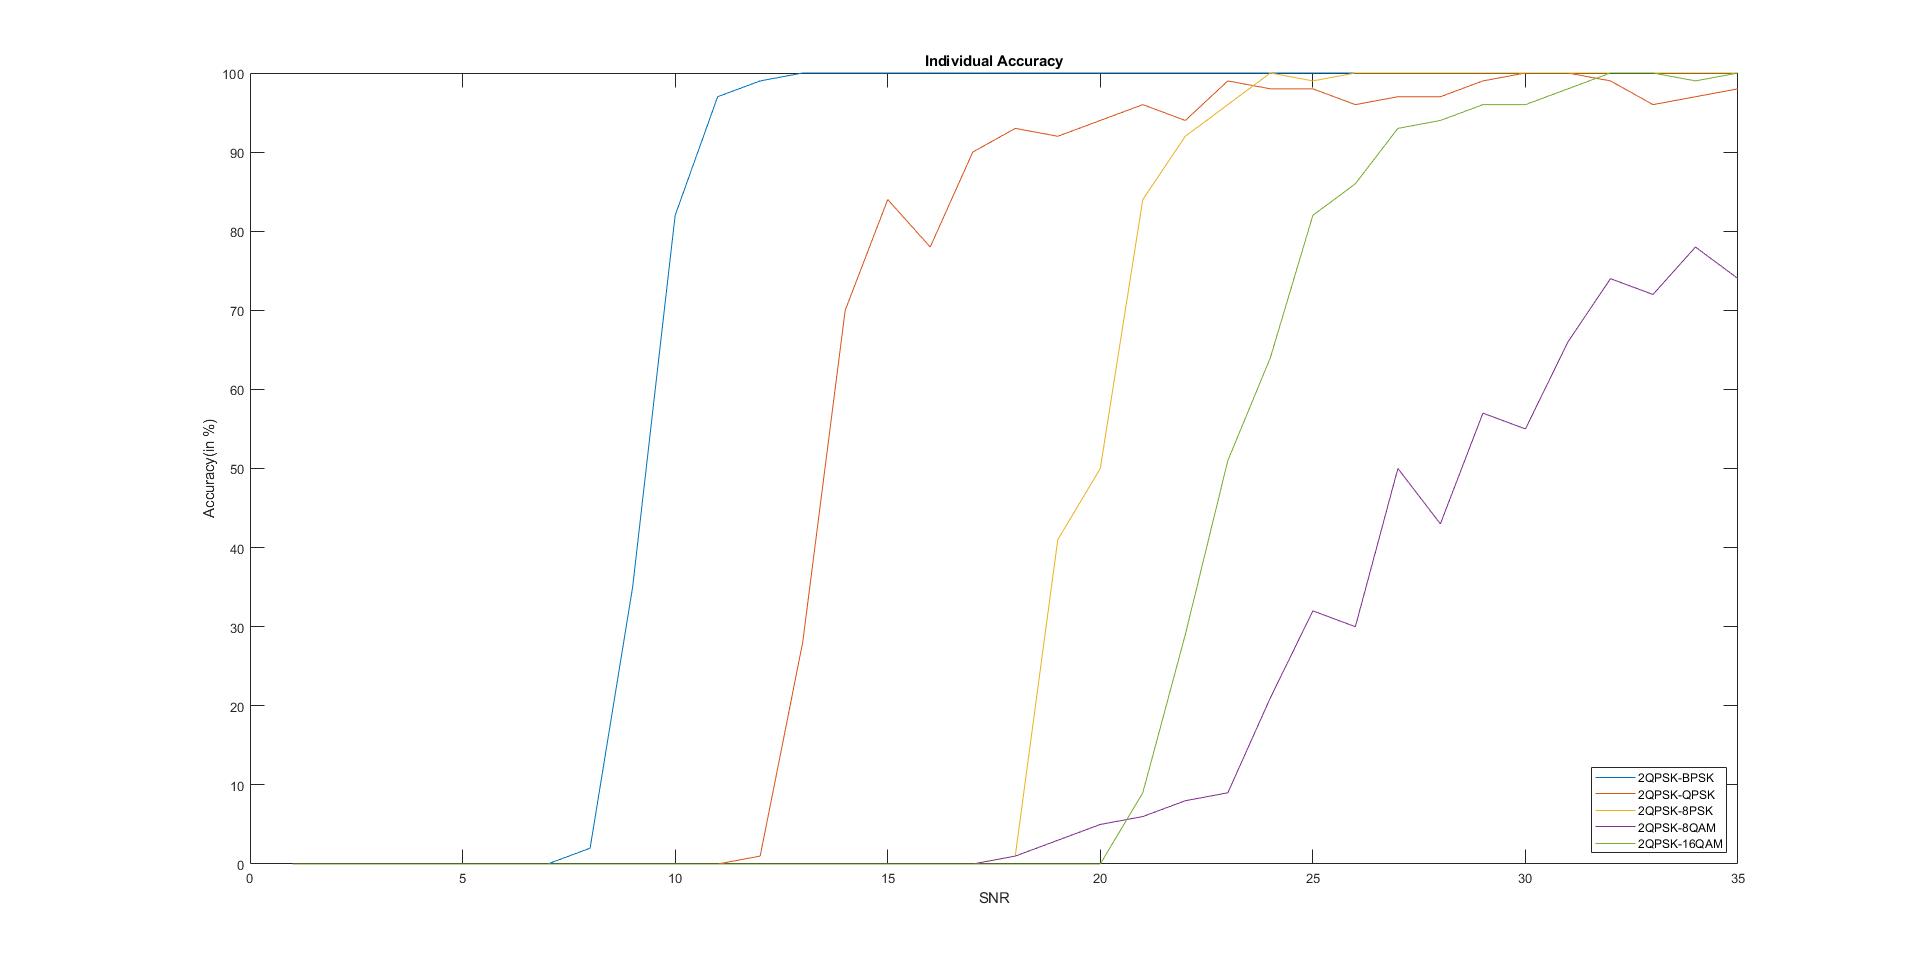 Individual Accuracy
100
90
80
70
60
50
40
30
20
10
0
Accuracy(in %)
0 5 10 15 20 25 30 35
SNR
2QPSK-BPSK
2QPSK-QPSK
2QPSK-8PSK
2QPSK-8QAM
2QPSK-16QAM